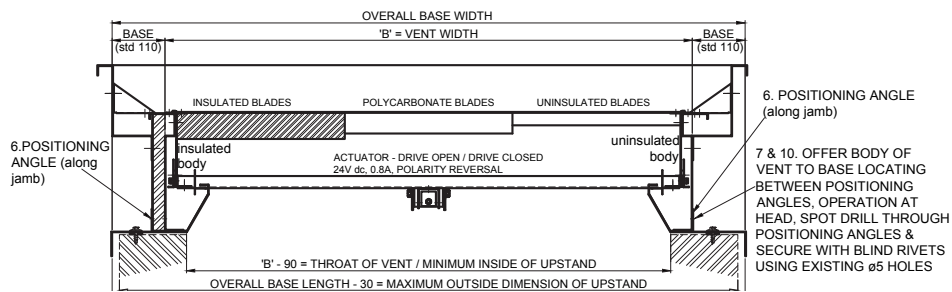 OVERALL BASE WIDTH
BASE
(std 110)
'B' = VENT WIDTH
BASE
(std 110)
INSULATED BLADES
POLYCARBONATE BLADES
UNINSULATED BLADES
6. POSITIONING ANGLE
(along jamb)
6.POSITIONING
ANGLE (along
jamb)
insulated
body
uninsulated
body
ACTUATOR - DRIVE OPEN / DRIVE CLOSED
24V dc, 0.8A, POLARITY REVERSAL
7 & 10. OFFER BODY OF
VENT TO BASE LOCATING
BETWEEN POSITIONING
ANGLES, OPERATION AT
HEAD, SPOT DRILL THROUGH
POSITIONING ANGLES &
SECURE WITH BLIND RIVETS
USING EXISTING ø5 HOLES
'B' - 90 = THROAT OF VENT / MINIMUM INSIDE OF UPSTAND
OVERALL BASE LENGTH - 30 = MAXIMUM OUTSIDE DIMENSION OF UPSTAND